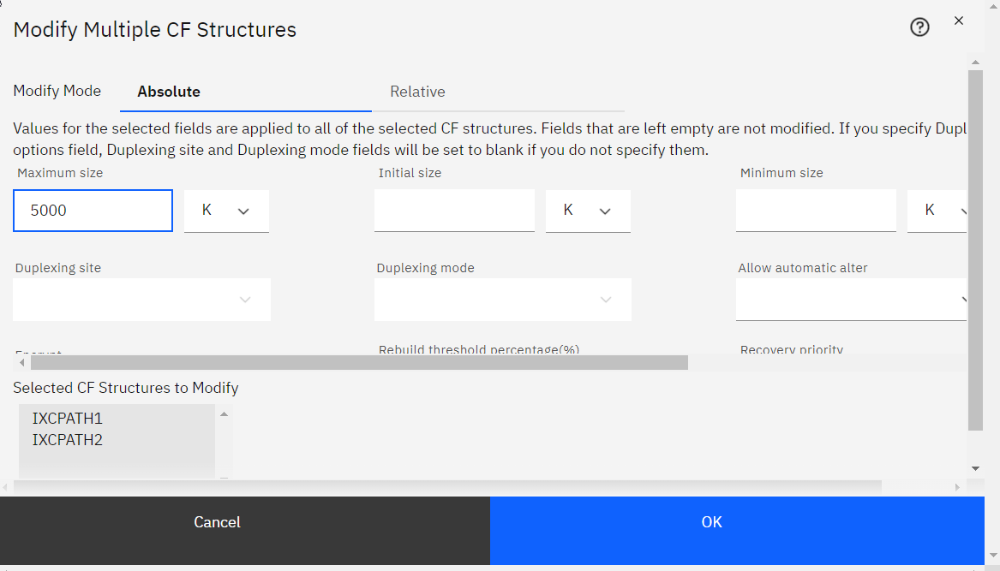 Modify Multiple CF Structures
Modify Mode Absolute Relative
Values for the selected fields are applied to all of the selected CF structures. Fields that are left empty are not modified. If you specify Dupl
options field, Duplexing site and Duplexing mode fields will be set to blank if you do not specify them.
Maximum size Initial size Minimum size
5000 K K K
Duplexing site Duplexing mode Allow automatic alter
Rebuild threshold percentage(%) Recovery priority
Selected CF Structures to Modify
IXCPATH1
IXCPATH2
Cancel OK